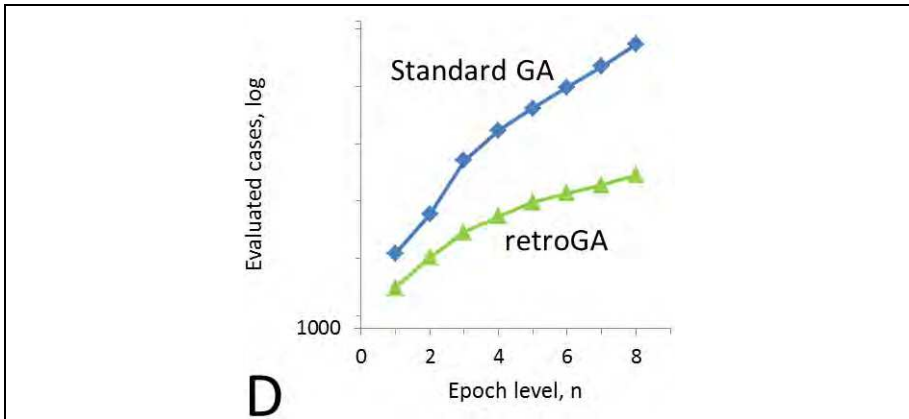 Evaluated cases, log
Standard GA
retroGA
1000
0 2 4 6 8
Epoch level, n
D